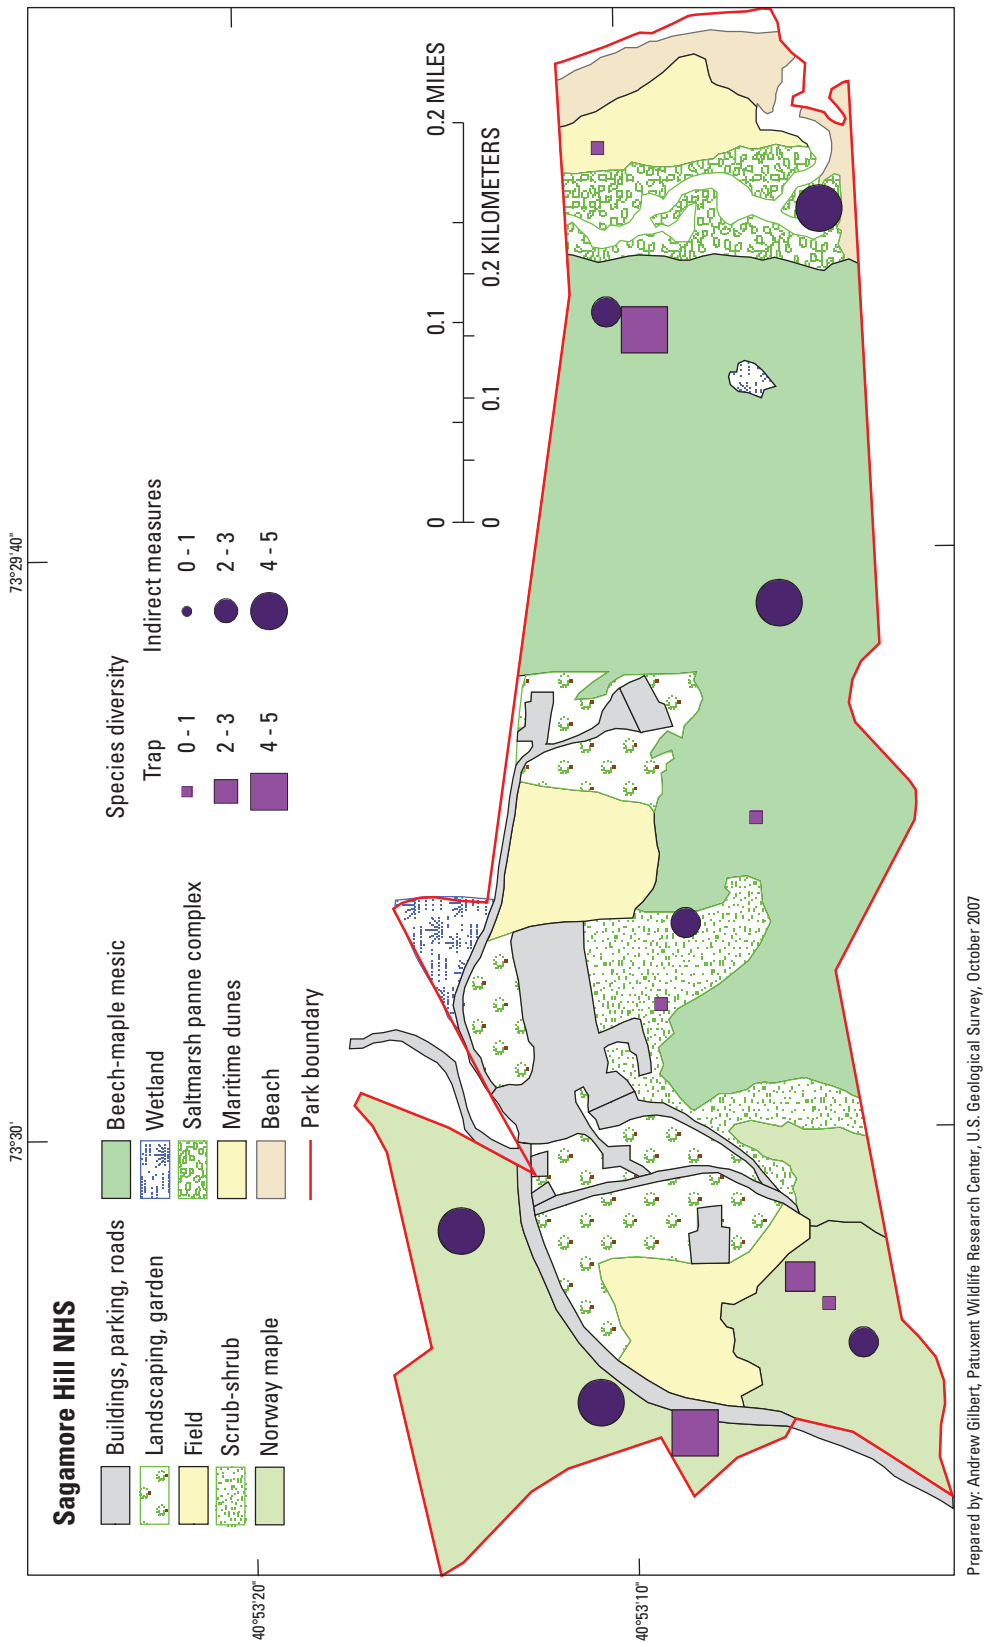 Sagamore Hill NHS
Buildings, parking, roads
Landscaping, garden
Field
Scrub-shrub
Norway maple
Beech-maple mesic
Wetland
Saltmarsh panne complex
Maritime dunes
Beach
Park boundary
Species diversity
Trap
0 - 1
2 - 3
4 - 5
Indirect measures
0 - 1
2 - 3
4 - 5
0 0.1 0.2 MILES
0 0.1 0.2 KILOMETERS
73°30'
73°29'40"
40°53'20"
40°53'10"
Prepared by: Andrew Gilbert, Patuxent Wildlife Research Center, U.S. Geological Survey, October 2007